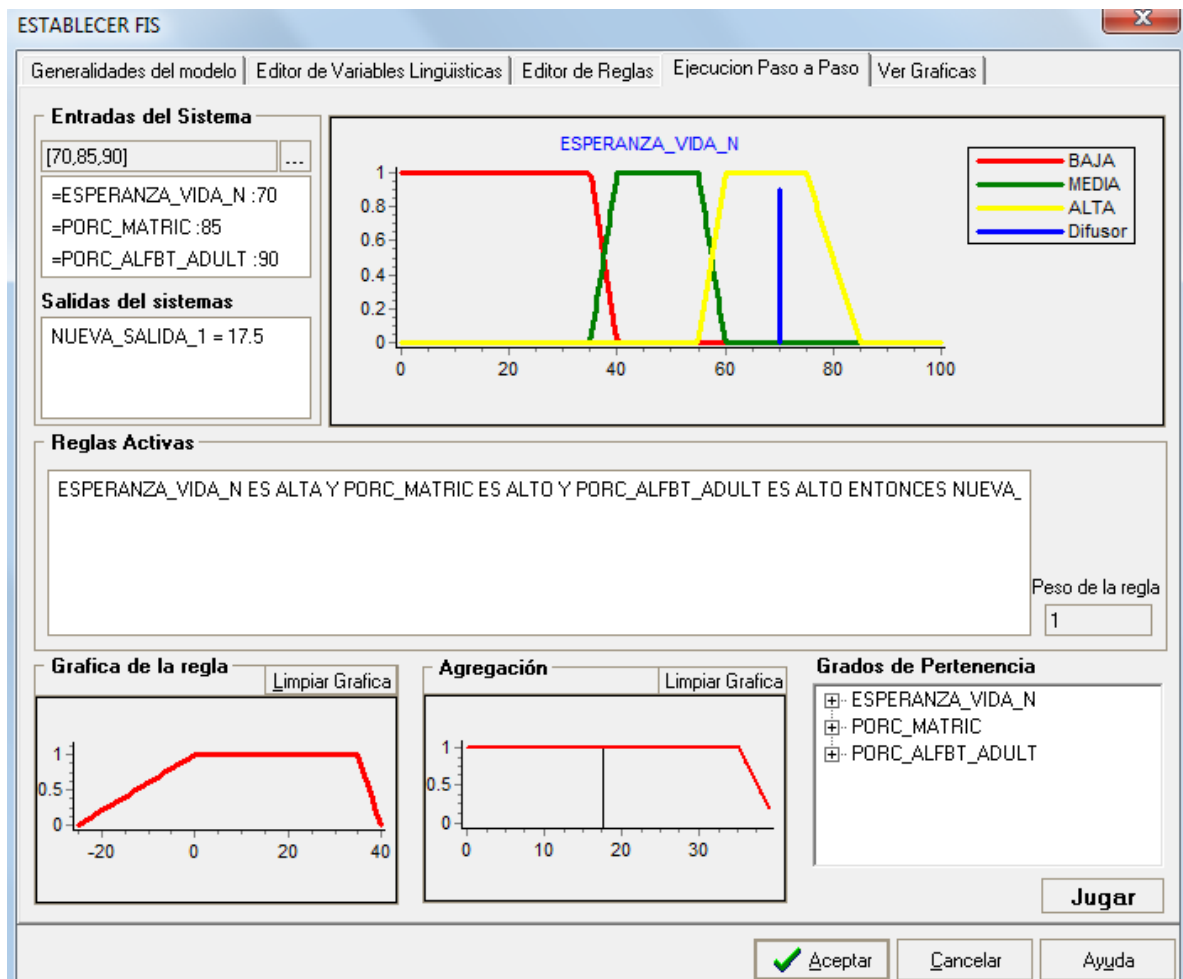 ESTABLECER FIS
X
Generalidades del modelo
Editor de Variables Lingüisticas
Editor de Reglas
Ejecucion Paso a Paso
Ver Graficas
Entradas del Sistema
[70,85,90]
...
=ESPERANZA_VIDA_N :70
=PORC_MATRIC :85
=PORC_ALFBT_ADULT :90
Salidas del sistemas
NUEVA_SALIDA_1 = 17.5
ESPERANZA_VIDA_N
1
0.8
0.6
0.4
0.2
0
0 20 40 60 80 100
BAJA
MEDIA
ALTA
Difusor
Reglas Activas
ESPERANZA_VIDA_N ES ALTA Y PORC_MATRIC ES ALTO Y PORC_ALFBT_ADULT ES ALTO ENTONCES NUEVA_
Peso de la regla
1
Grafica de la regla
Limpiar Grafica
1
0.5
0
-20 0 20 40
Agregación
Limpiar Grafica
1
0.5
0
0 10 20 30
Grados de Pertenencia
ESPERANZA_VIDA_N
PORC_MATRIC
PORC_ALFBT_ADULT
Jugar
Aceptar
Cancelar
Ayuda